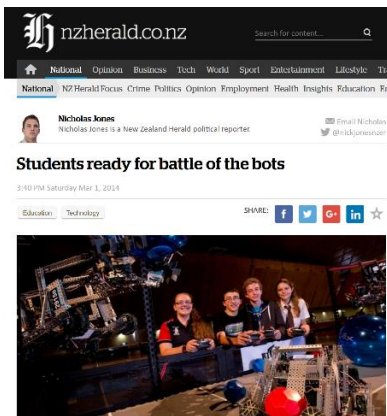 nzherald.co.nz
Search for content...
National Opinion Business Tech World Sport Entertainment Lifestyle
National NZ Herald Focus Crime Politics Opinion Employment Health Insights Education
Nicholas Jones
Nicholas Jones is a New Zealand Herald political reporter.
Email Nicholas
@nickjonesnzer
Students ready for battle of the bots
3:40 PM Saturday Mar 1, 2014
Education Technology
SHARE:
f G+ in